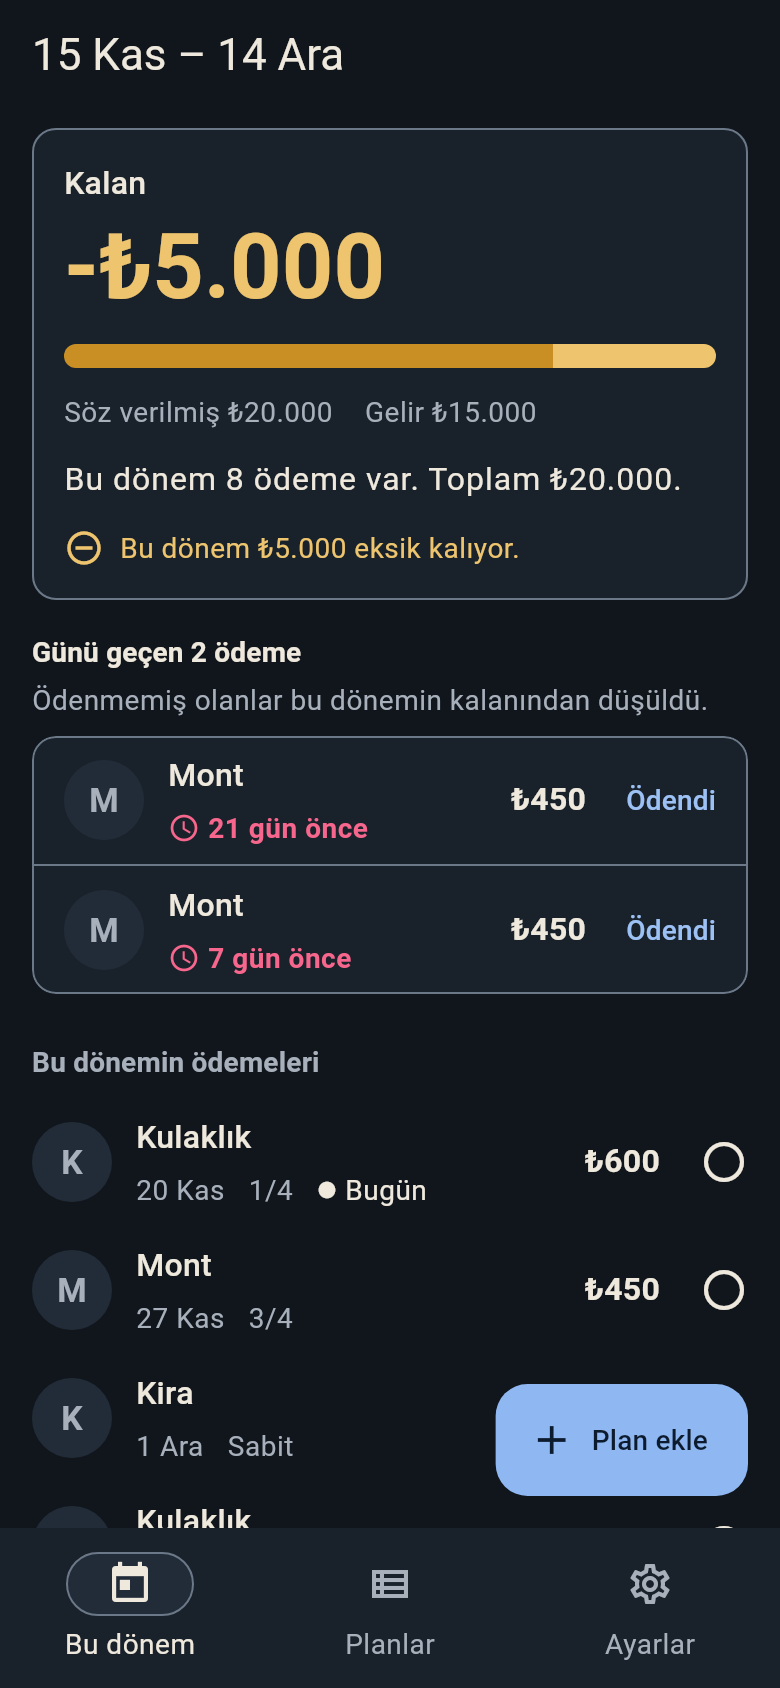 15 Kas – 14 Ara
Kalan
-₺5.000
Söz verilmiş ₺20.000 Gelir ₺15.000
Bu dönem 8 ödeme var. Toplam ₺20.000.
Bu dönem ₺5.000 eksik kalıyor.
Günü geçen 2 ödeme
Ödenmemiş olanlar bu dönemin kalanından düşüldü.
M Mont ₺450 Ödendi
21 gün önce
M Mont ₺450 Ödendi
7 gün önce
Bu dönemin ödemeleri
K Kulaklık ₺600
20 Kas 1/4 Bugün
M Mont ₺450
27 Kas 3/4
K Kira
1 Ara Sabit
Plan ekle
Kulaklık
Bu dönem Planlar Ayarlar